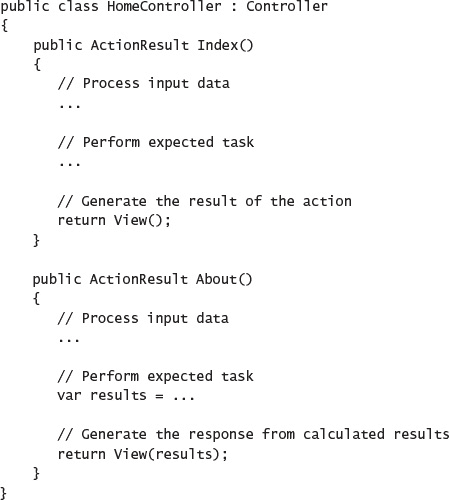 public class HomeController : Controller
{
    public ActionResult Index()
    {
       // Process input data
       ...

       // Perform expected task
       ...

       // Generate the result of the action
       return View();
    }

    public ActionResult About()
    {
       // Process input data
       ...

       // Perform expected task
       var results = ...

       // Generate the response from calculated results
       return View(results);
    }
}